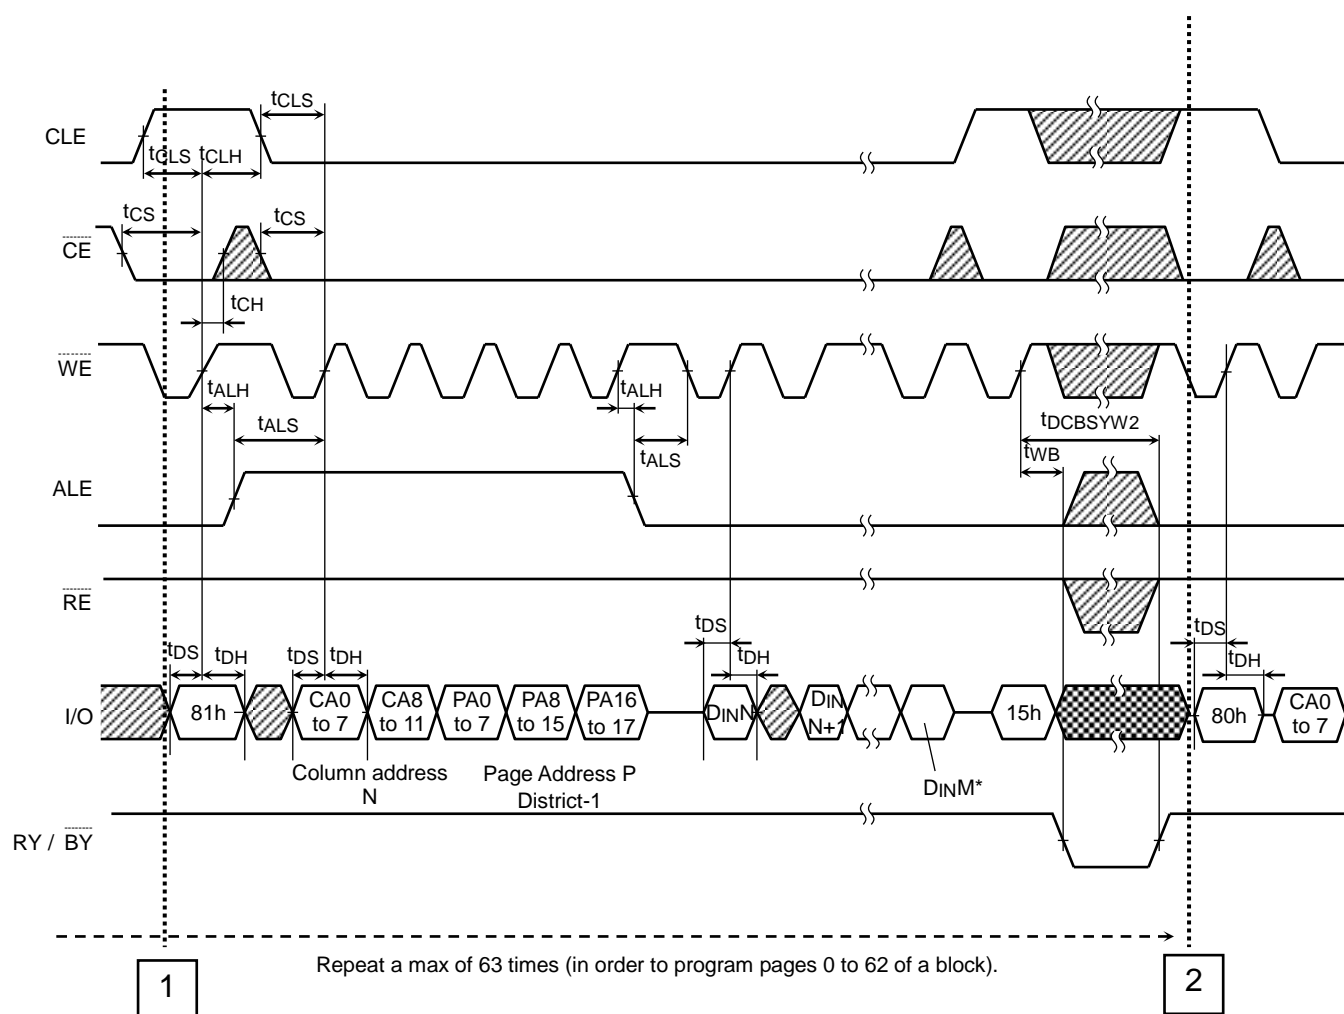 tCLS
CLE
tCLS tCLH
tCS tCS
CE
tCH
WE
tALH tALH
tDCBSYW2
tALS tALS
tWB
ALE
RE
tDS tDH tDS tDH tDS tDH tDS tDH
I/O
81h
CA0 to 7
CA8 to 11
PA0 to 7
PA8 to 15
PA16 to 17
DINN
DIN N+1
15h
80h
CA0 to 7
Column address
N
Page Address P
District-1
DINM*
RY / BY
Repeat a max of 63 times (in order to program pages 0 to 62 of a block).
1
2